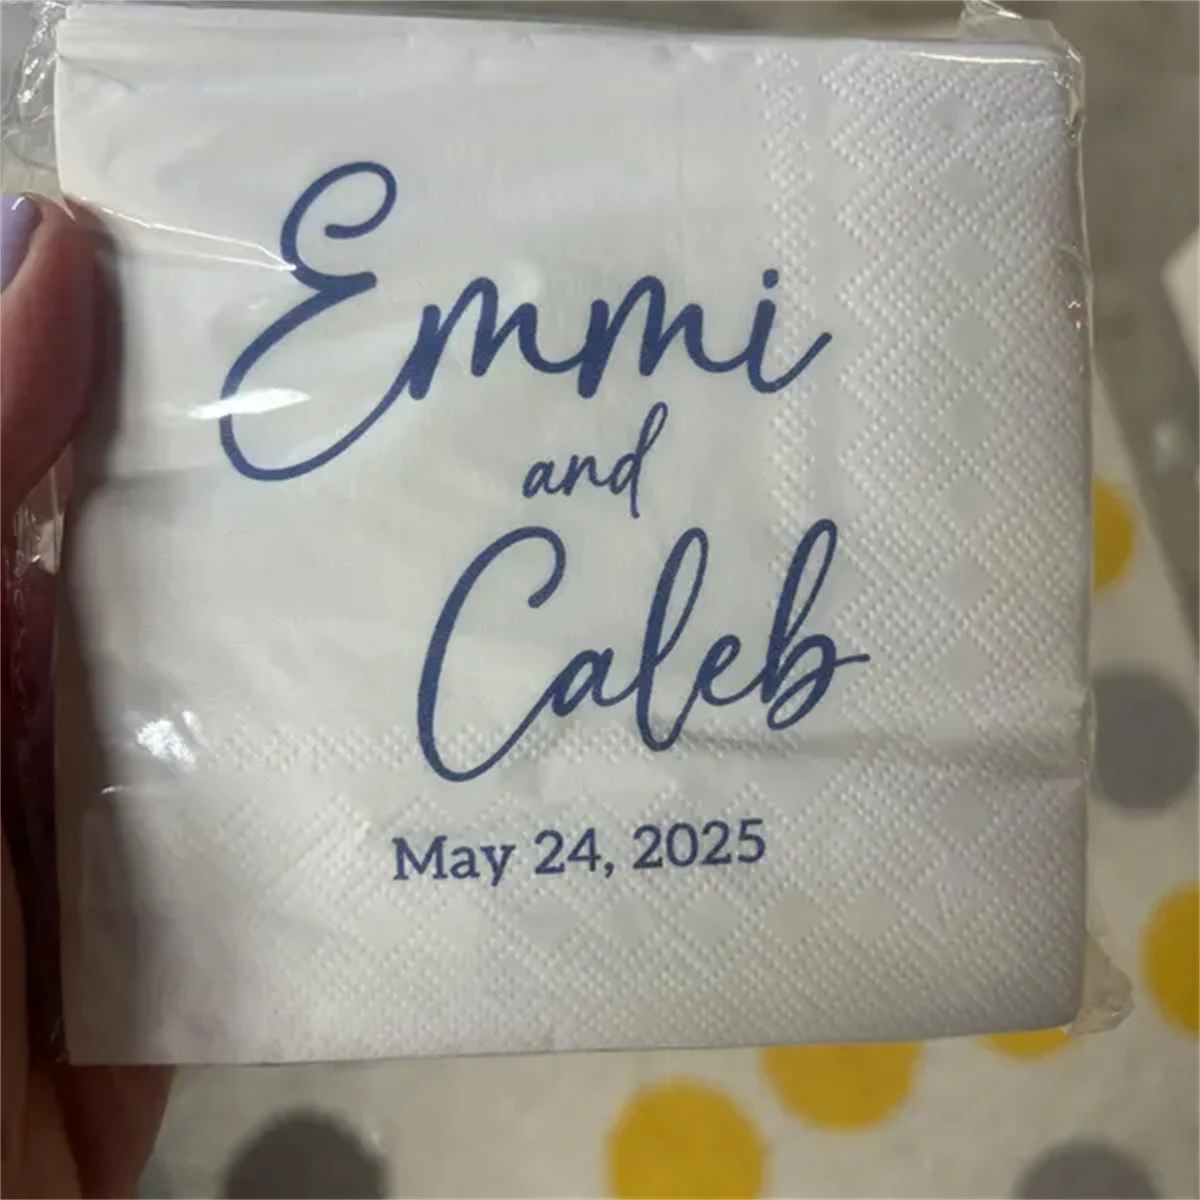 Emmi
and
Caleb
May 24, 2025